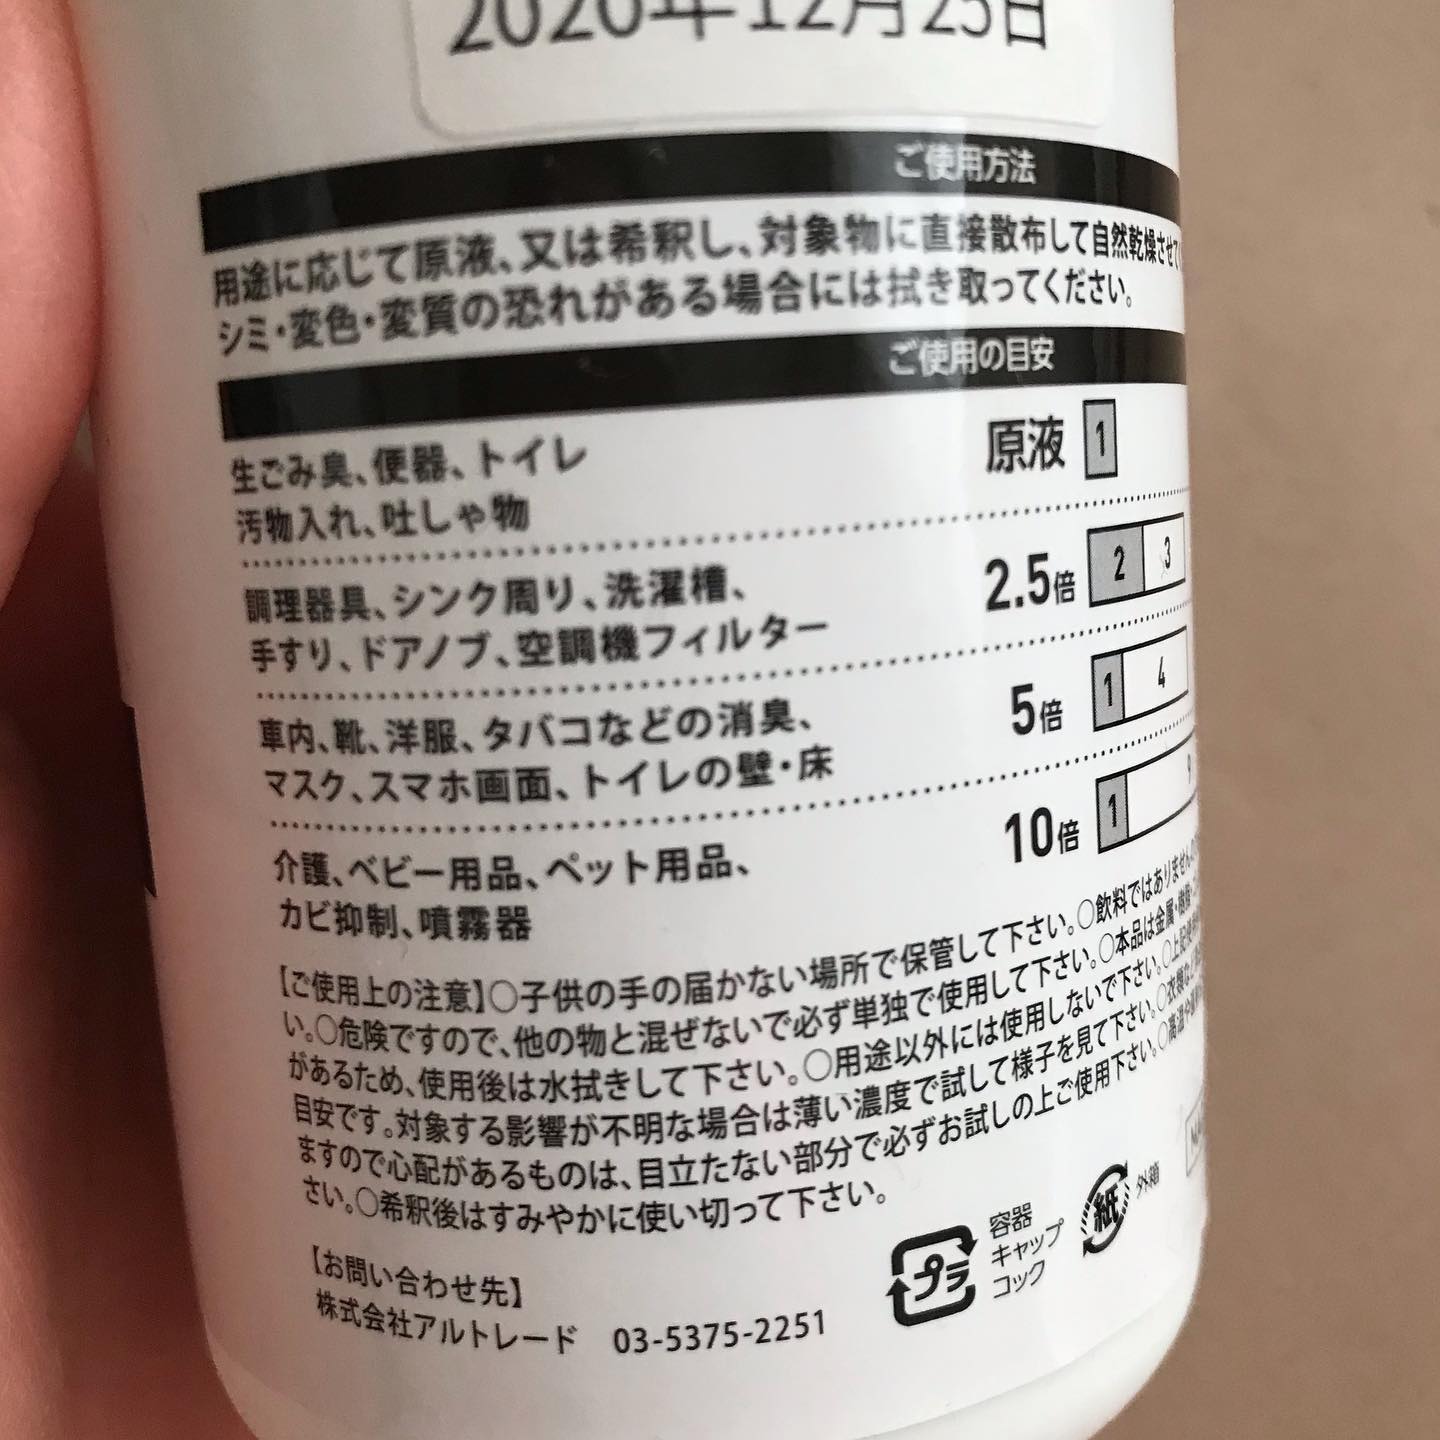 2020年12月25日
ご使用方法
用途に応じて原液、又は希釈し、対象物に直接散布して自然乾燥させて
シミ・変色・変質の恐れがある場合には拭き取ってください。
ご使用の目安
生ごみ臭、便器、トイレ
汚物入れ、吐しゃ物
原液 1
調理器具、シンク周り、洗濯槽、
手すり、ドアノブ、空調機フィルター
2.5倍 2 3
車内、靴、洋服、タバコなどの消臭、
マスク、スマホ画面、トイレの壁・床
5倍 1 4
介護、ベビー用品、ペット用品、
カビ抑制、噴霧器
10倍 1 9
【ご使用上の注意】○子供の手の届かない場所で保管して下さい。○飲料ではありません
い。○危険ですので、他の物と混ぜないで必ず単独で使用して下さい。○本品は金属・樹脂・
があるため、使用後は水拭きして下さい。○用途以外には使用しないで下さい。○上記使用
目安です。対象する影響が不明な場合は薄い濃度で試して様子を見て下さい。○衣類など
ますので心配があるものは、目立たない部分で必ずお試しの上ご使用下さい。○高温や
さい。○希釈後はすみやかに使い切って下さい。
【お問い合わせ先】
株式会社アルトレード 03-5375-2251
プラ
容器
キャップ
コック
紙
外箱